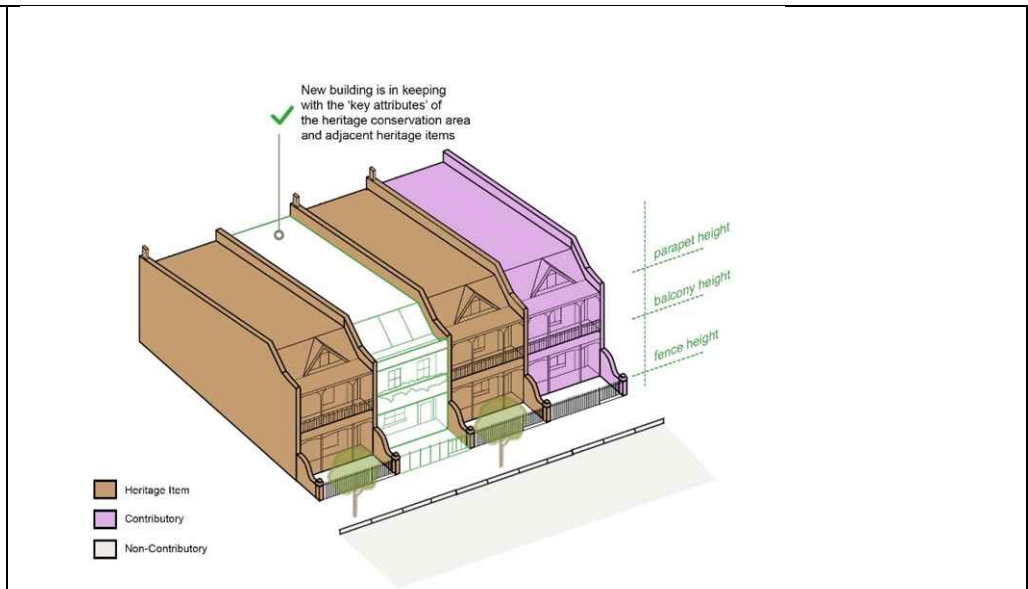 New building is in keeping
with the ‘key attributes’ of
the heritage conservation area
and adjacent heritage items
parapet height
balcony height
fence height
Heritage Item
Contributory
Non-Contributory